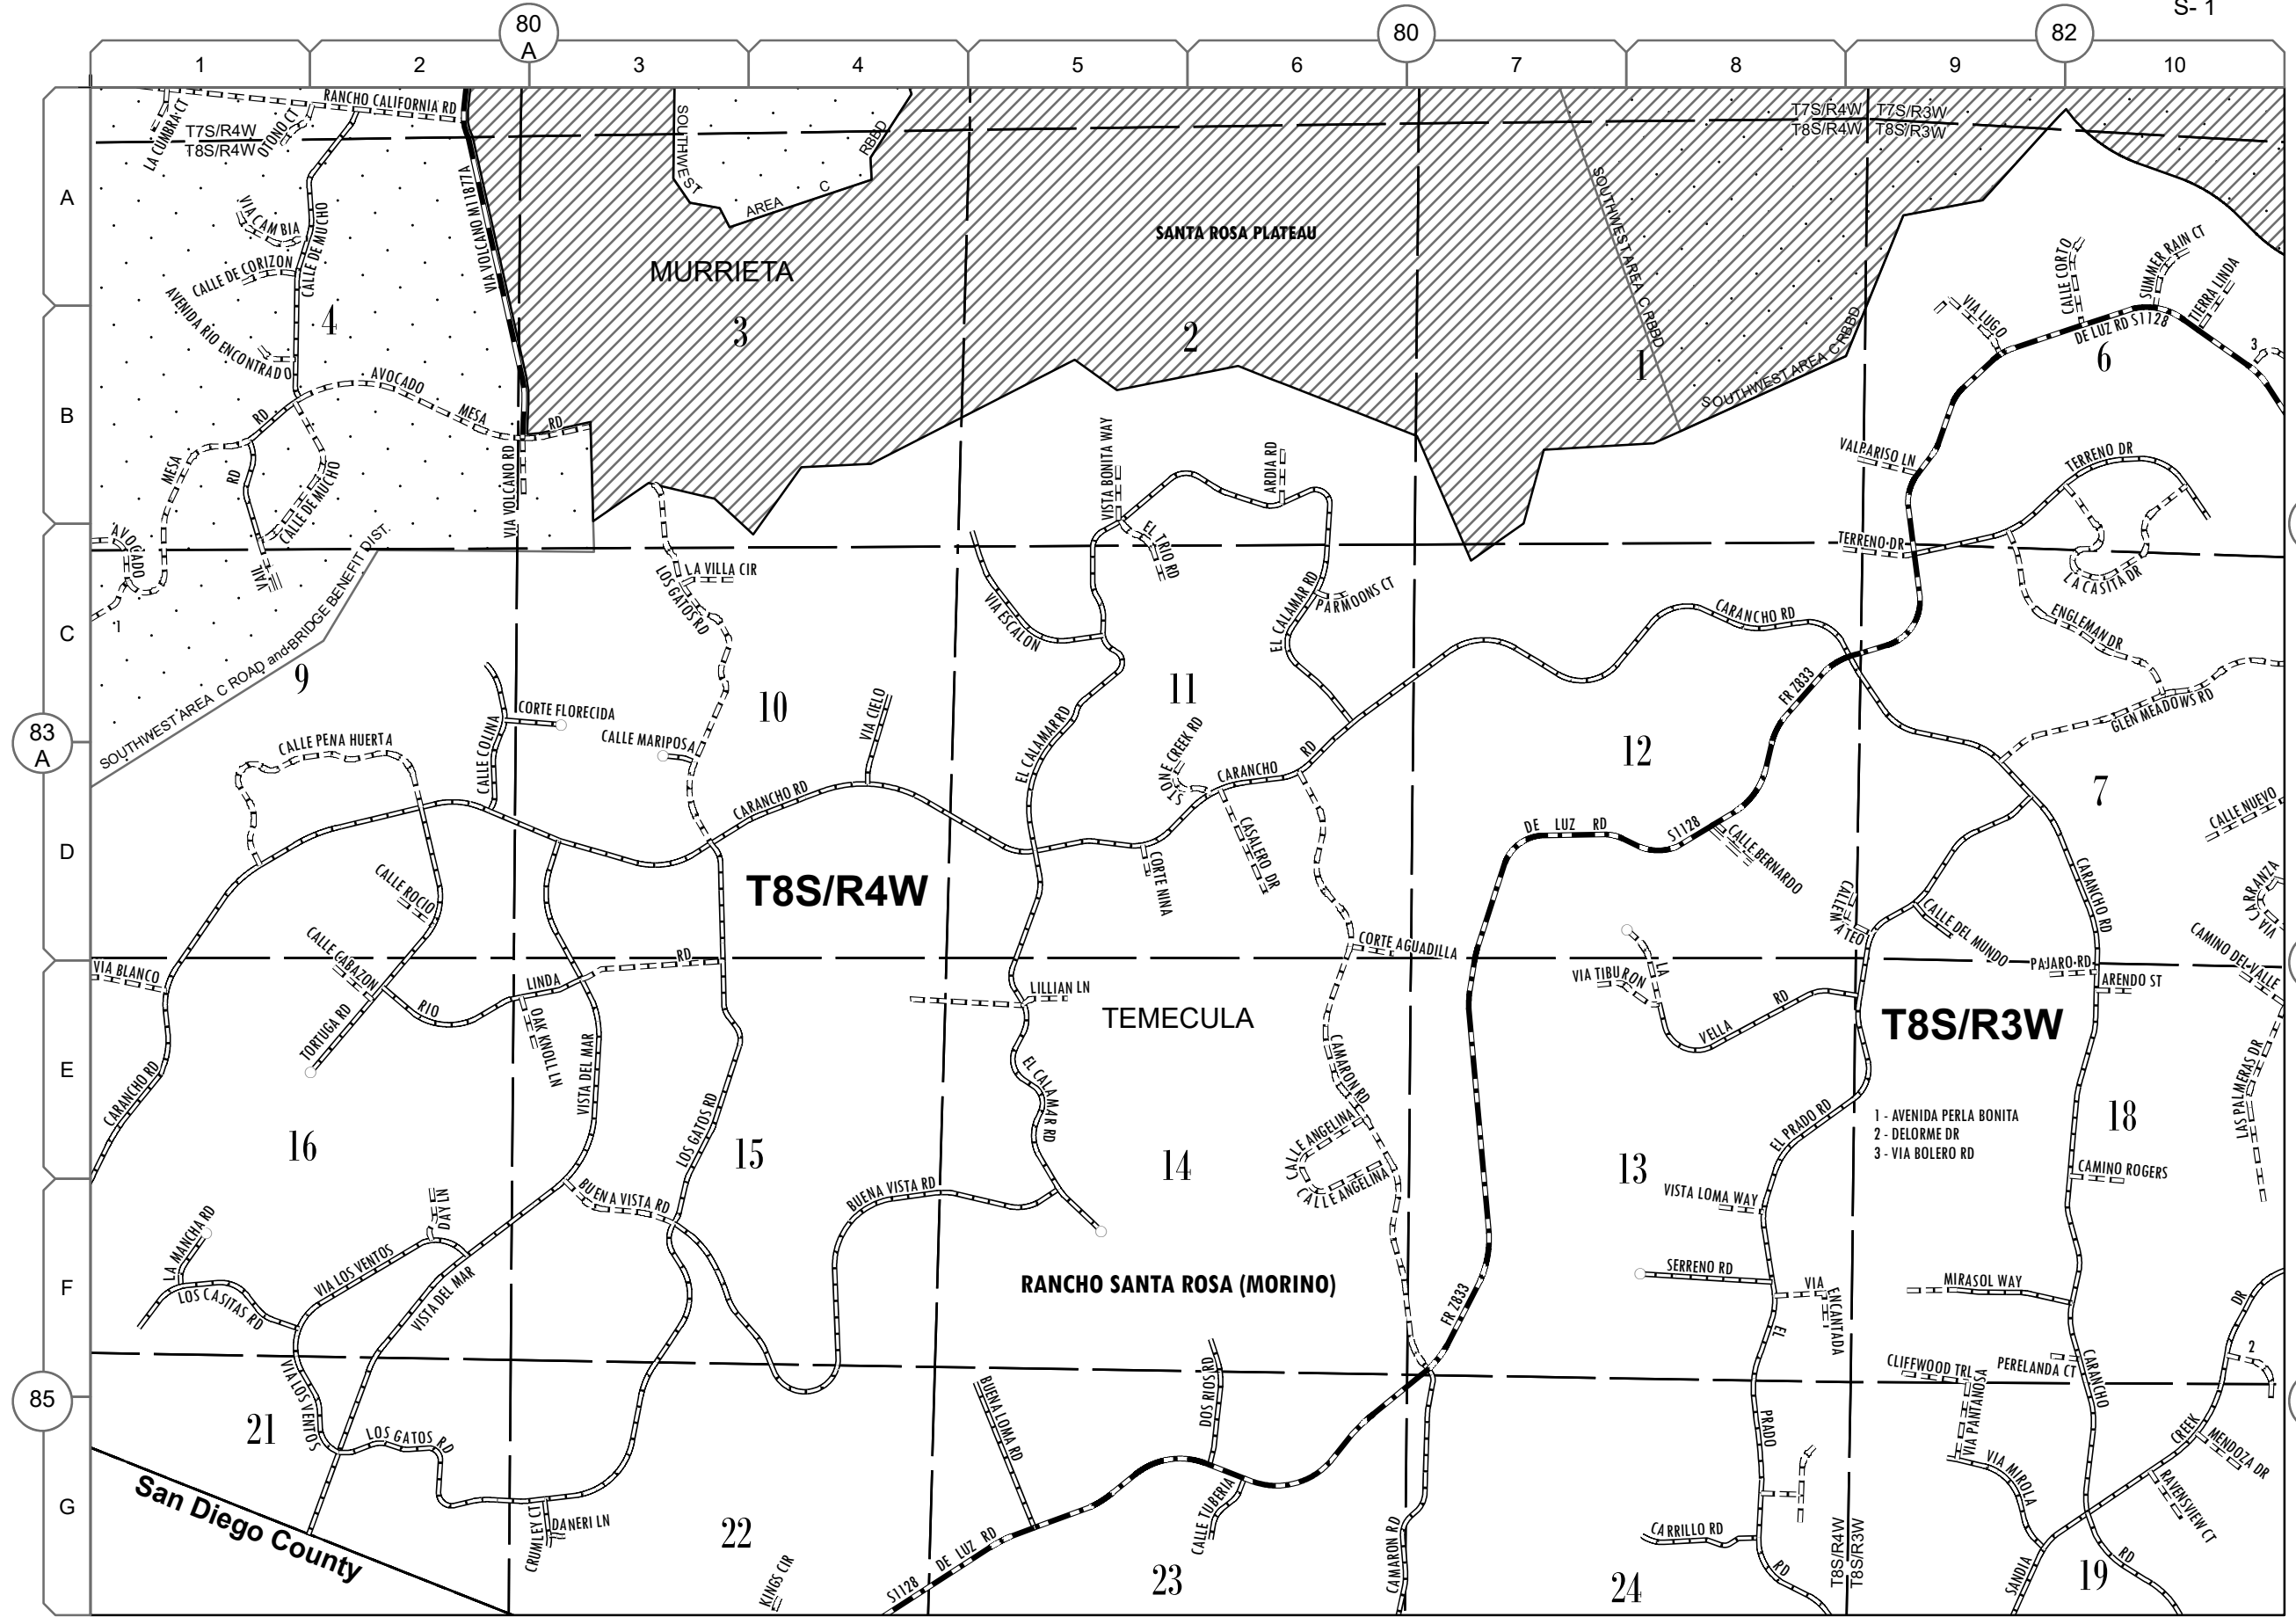 S- 1
80
A
80
82
1
2
3
4
5
6
7
8
9
10
A
B
C
D
E
F
G
83
A
85
RANCHO CALIFORNIA RD
LA CUMBRA CT
OTONO CT
T7S/R4W
T8S/R4W
VIA VOLCANO LM1877A
VIA CAMBIA
CALLE DE MUCHO
CALLE DE CORIZON
AVENIDA RIO ENCONTRADO
4
SOUTHWEST
AREA
C
RBBD
SANTA ROSA PLATEAU
MURRIETA
3
2
1
T7S/R4W
T7S/R3W
T8S/R4W
T8S/R3W
SOUTHWEST AREA C RBBD
SOUTHWEST AREA C RBBD
CALLE CORTO
SUMMER RAIN CT
TIERRA LINDA
VIA LUGO
DE LUZ RD S1128
3
6
AVOCADO
MESA
RD
RD
MESA
RD
CALLE DE MUCHO
VIA VOLCANO RD
AVOCADO
VAIL
1
SOUTHWEST AREA C ROAD and BRIDGE BENEFIT DIST.
VISTA BONITA WAY
ARDIA RD
VALPARISO LN
TERRENO DR
TERRENO DR
LA CASITA DR
ENGLEMAN DR
GLEN MEADOWS RD
EL TRIO RD
LA VILLA CIR
LOS GATOS RD
VIA ESCALON
EL CALAMAR RD
PARMOONS CT
CARANCHO RD
FR Z833
9
10
11
12
7
CORTE FLORECIDA
CALLE COLINA
CALLE MARIPOSA
VIA CIELO
EL CALAMAR RD
STONE CREEK RD
CARANCHO
RD
CALLE PENA HUERTA
CARANCHO RD
CASALERO DR
CORTE NINA
DE LUZ RD
S1128
CALLE BERNARDO
CALLE NUEVO
CARANCHO RD
VIA CARRANZA
CALLE MATEO
CALLE DEL MUNDO
CAMINO DEL VALLE
T8S/R4W
CALLE ROCIO
CALLE CABAZON
VIA BLANCO
TORTUGA RD
RIO
LINDA
RD
OAK KNOLL LN
VISTA DEL MAR
CARANCHO RD
LILLIAN LN
TEMECULA
CORTE AGUADILLA
VIA TIBURON
LA
VELLA
RD
PAJARO RD
ARENDO ST
T8S/R3W
EL CALAMAR RD
CAMARON RD
CALLE ANGELINA
CALLE ANGELINA
LOS GATOS RD
EL PRADO RD
1 - AVENIDA PERLA BONITA
2 - DELORME DR
3 - VIA BOLERO RD
LAS PALMERAS DR
16
15
14
13
18
BUENA VISTA RD
BUENA VISTA RD
VISTA LOMA WAY
CAMINO ROGERS
DAY LN
LA MANCHA RD
LOS CASITAS RD
VIA LOS VENTOS
VISTA DEL MAR
RANCHO SANTA ROSA (MORINO)
FR Z833
SERRENO RD
VIA
ENCANTADA
EL
MIRASOL WAY
DR
2
CLIFFWOOD TRL
PERELANDA CT
CARANCHO
VIA PANTANOSA
VIA LOS VENTOS
21
LOS GATOS RD
BUENA LOMA RD
DOS RIOS RD
PRADO
CREEK
MENDOZA DR
VIA MIROLA
RAVENSVIEW CT
San Diego County
CRUMLEY CT
DANERI LN
22
KINGS CIR
S1128
DE LUZ RD
CALLE TUBERIA
23
CAMARON RD
CARRILLO RD
24
RD
T8S/R4W
T8S/R3W
SANDIA
19
RD